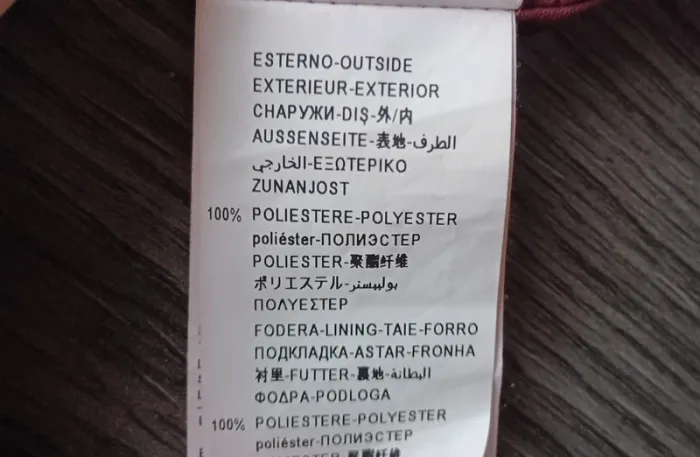 ESTERNO-OUTSIDE
EXTERIEUR-EXTERIOR
СНАРУЖИ-DIŞ-外/内
AUSSENSEITE-表地-الطرف
الخارجي-ΕΞΩΤΕΡΙΚΟ
ZUNANJOST
100% POLIESTERE-POLYESTER
poliéster-ПОЛИЭСТЕР
POLIESTER-聚酯纤维
ポリエステル-بوليستر
ΠΟΛΥΕΣΤΕΡ
FODERA-LINING-TAIE-FORRO
ПОДКЛАДКА-ASTAR-FRONHA
衬里-FUTTER-裏地-البطانة
ΦΟΔΡΑ-PODLOGA
100% POLIESTERE-POLYESTER
poliéster-ПОЛИЭСТЕР